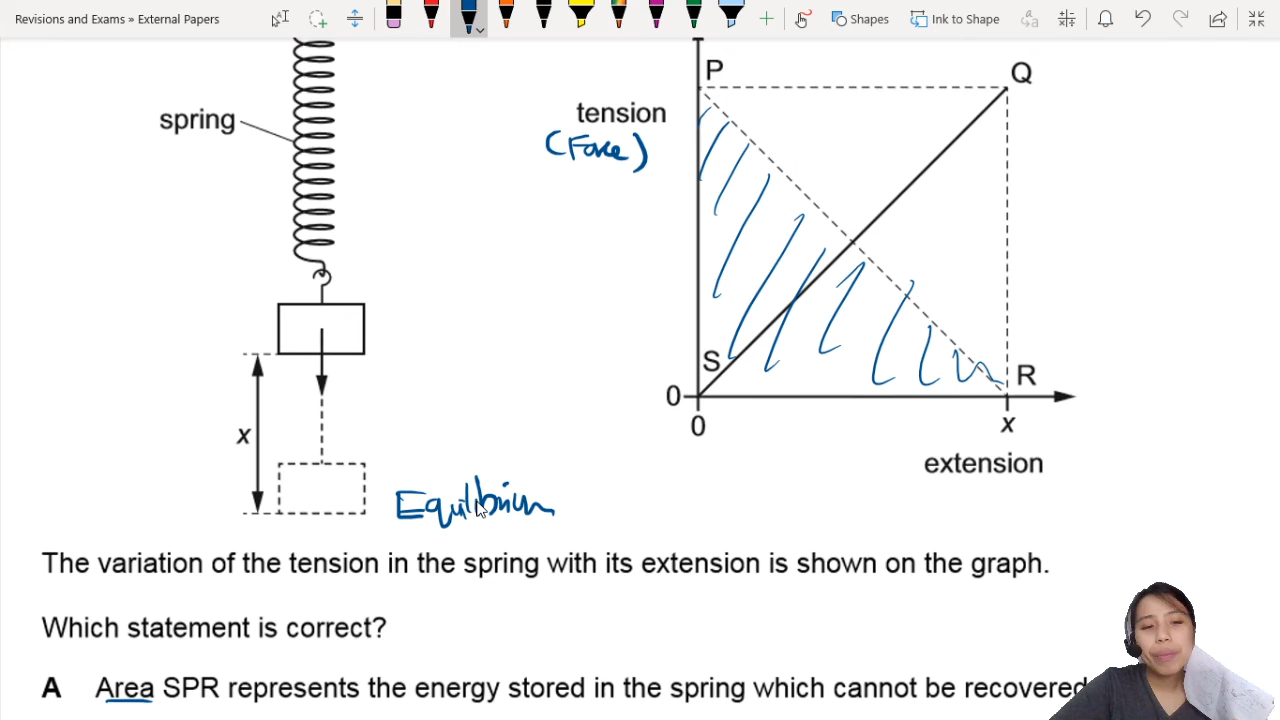 Revisions and Exams » External Papers
Shapes
Ink to Shape
spring
x
Equilibrium
tension
(Force)
P
Q
S
R
0
0
x
extension
The variation of the tension in the spring with its extension is shown on the graph.
Which statement is correct?
A Area SPR represents the energy stored in the spring which cannot be recovered